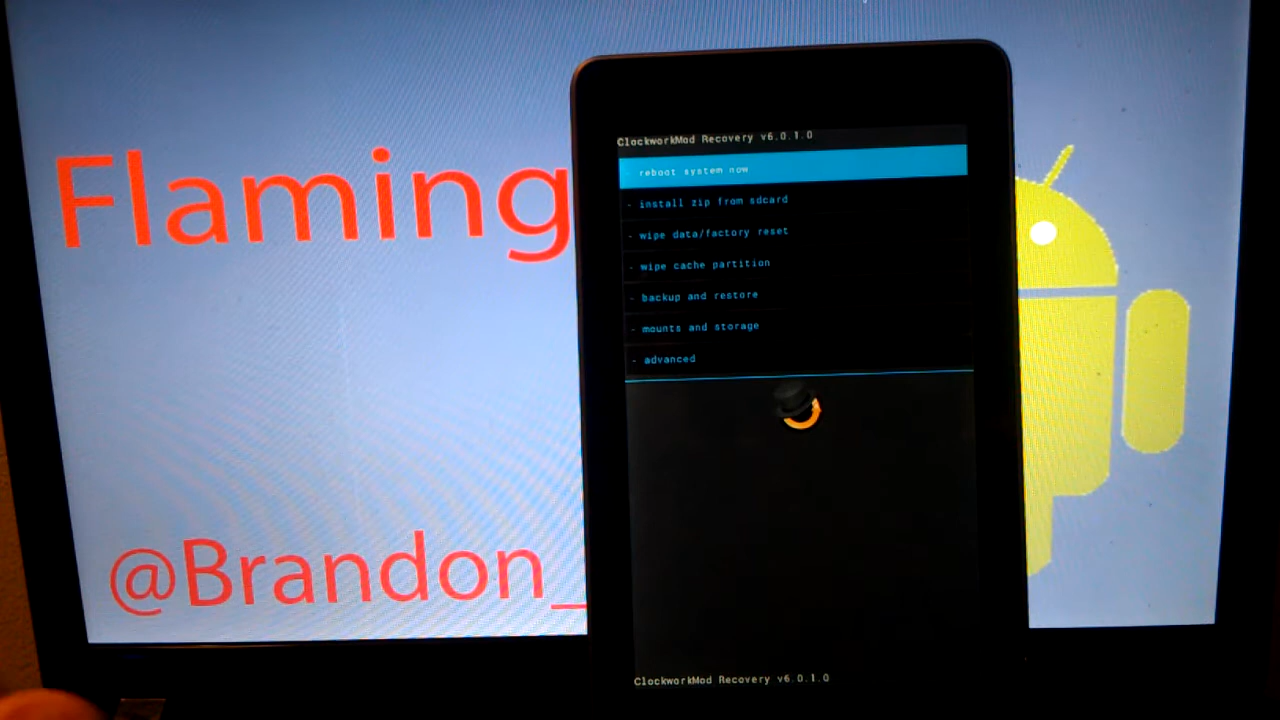 Flaming
@Brandon_
ClockworkMod Recovery v6.0.1.0
- reboot system now
- install zip from sdcard
- wipe data/factory reset
- wipe cache partition
- backup and restore
- mounts and storage
- advanced
ClockworkMod Recovery v6.0.1.0